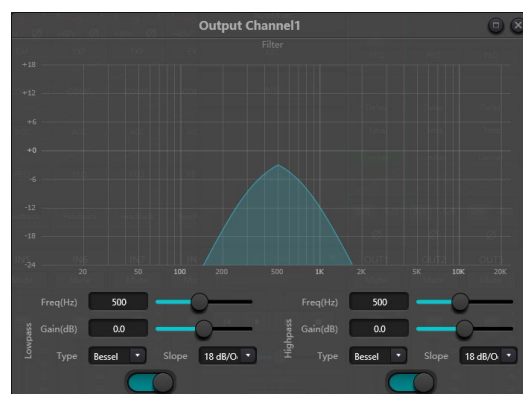 Output Channel1
Filter
+18
+12
+6
+0
-6
-12
-18
-24
20 50 100 200 500 1K 2K 5K 10K 20K
OUT1 OUT2
Freq(Hz) 500 Freq(Hz) 500
Lowpass Gain(dB) 0.0 Highpass Gain(dB) 0.0
Type Bessel Slope 18 dB/O Type Bessel Slope 18 dB/O